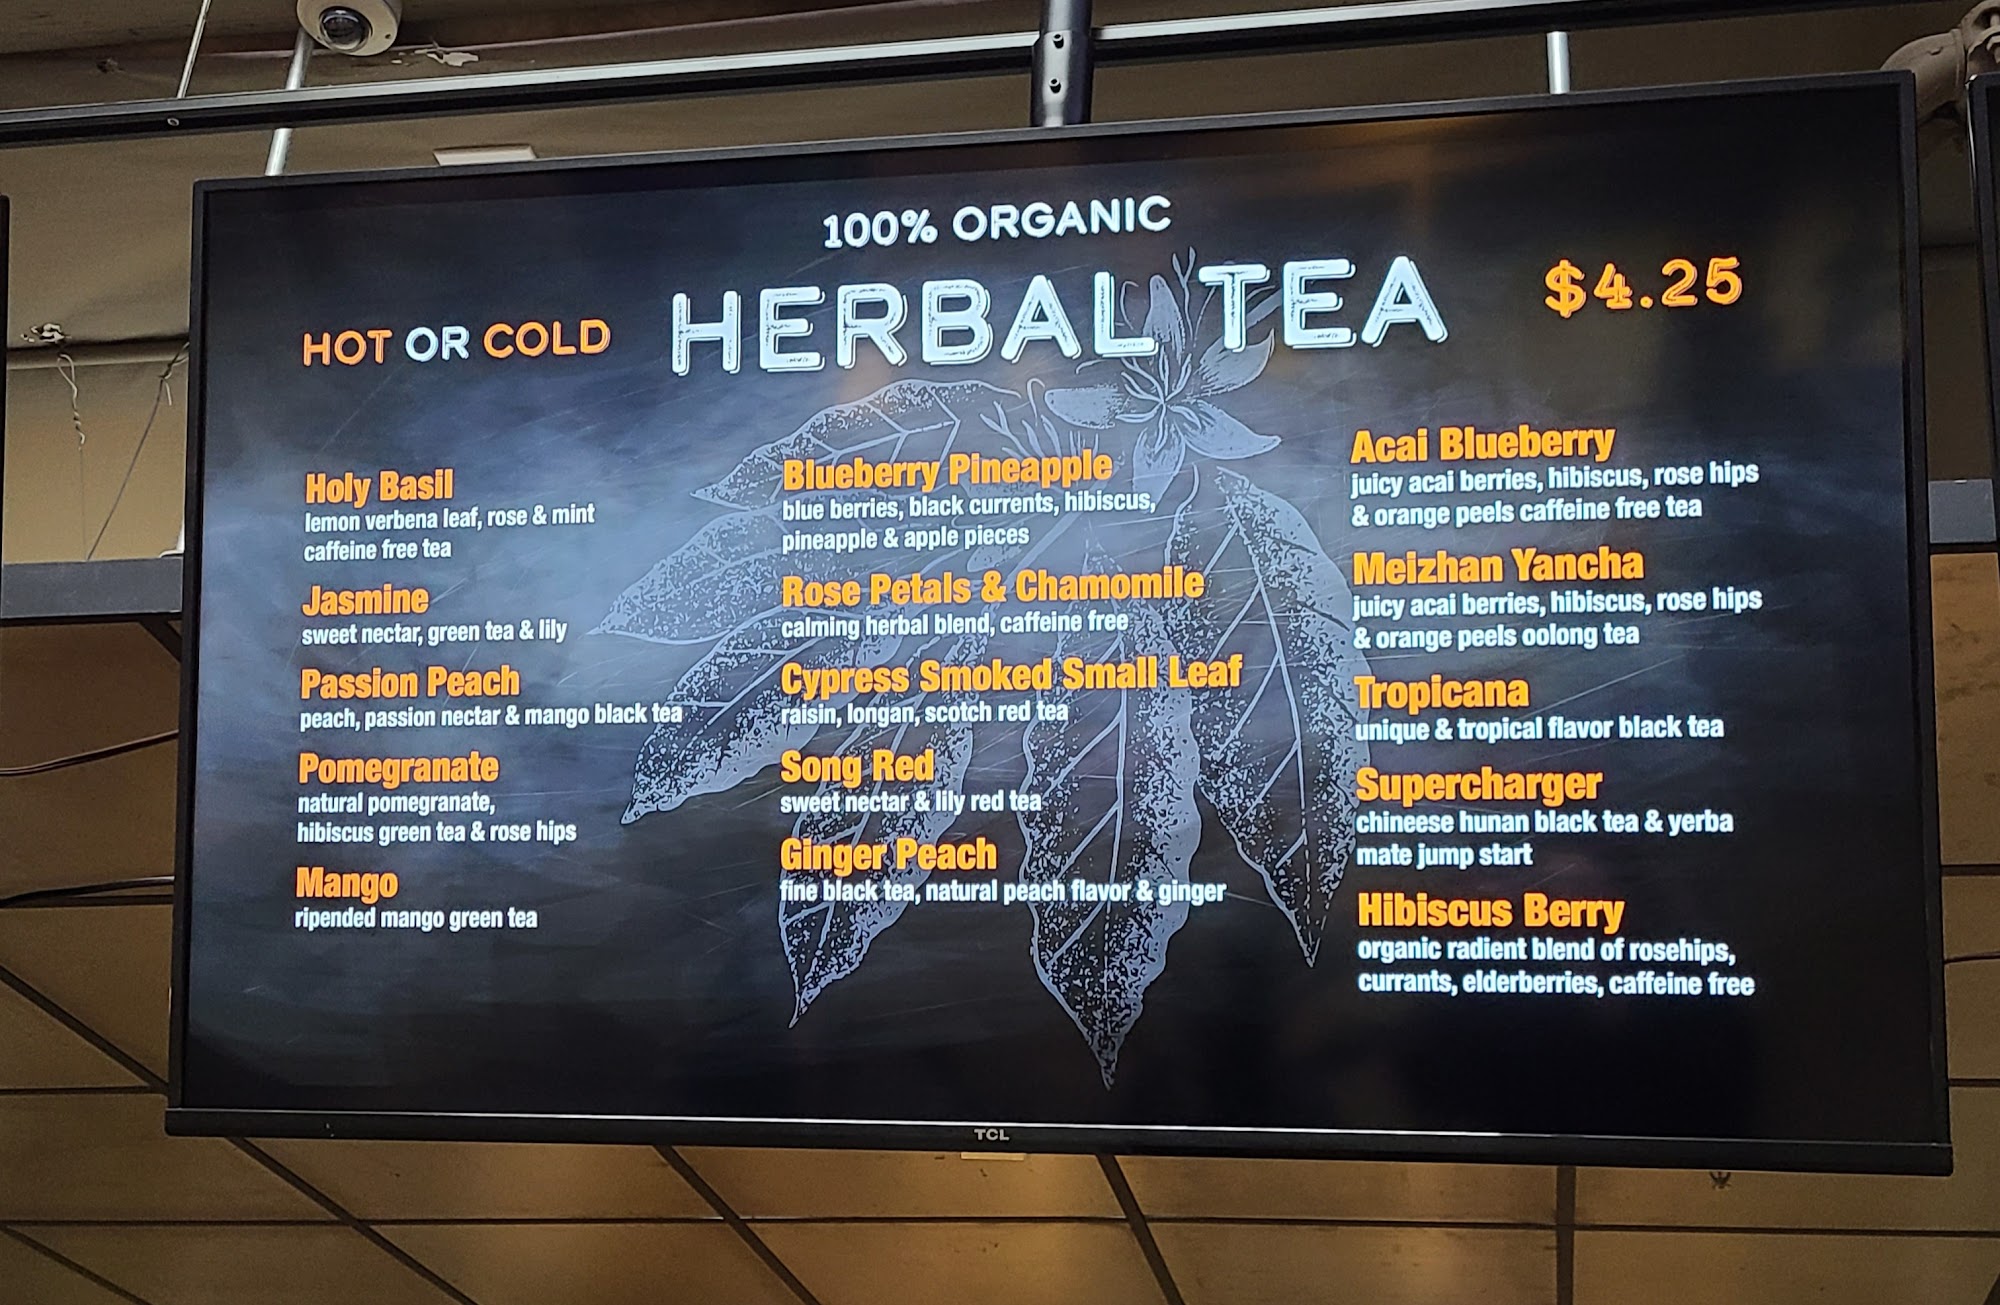 100% ORGANIC
HERBAL TEA
HOT OR COLD
$4.25
Holy Basil
lemon verbena leaf, rose & mint
caffeine free tea
Jasmine
sweet nectar, green tea & lily
Passion Peach
peach, passion nectar & mango black tea
Pomegranate
natural pomegranate,
hibiscus green tea & rose hips
Mango
ripended mango green tea
Blueberry Pineapple
blue berries, black currents, hibiscus,
pineapple & apple pieces
Rose Petals & Chamomile
calming herbal blend, caffeine free
Cypress Smoked Small Leaf
raisin, longan, scotch red tea
Song Red
sweet nectar & lily red tea
Ginger Peach
fine black tea, natural peach flavor & ginger
Acai Blueberry
juicy acai berries, hibiscus, rose hips
& orange peels caffeine free tea
Meizhan Yancha
juicy acai berries, hibiscus, rose hips
& orange peels oolong tea
Tropicana
unique & tropical flavor black tea
Supercharger
chineese hunan black tea & yerba
mate jump start
Hibiscus Berry
organic radient blend of rosehips,
currants, elderberries, caffeine free
TCL